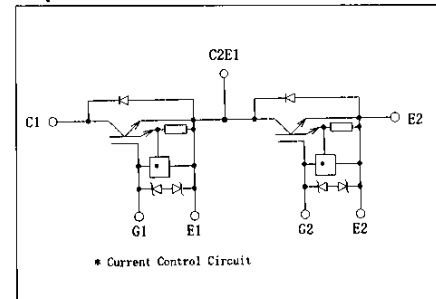 C2E1
C1
E2
G1 E1 G2 E2
* Current Control Circuit